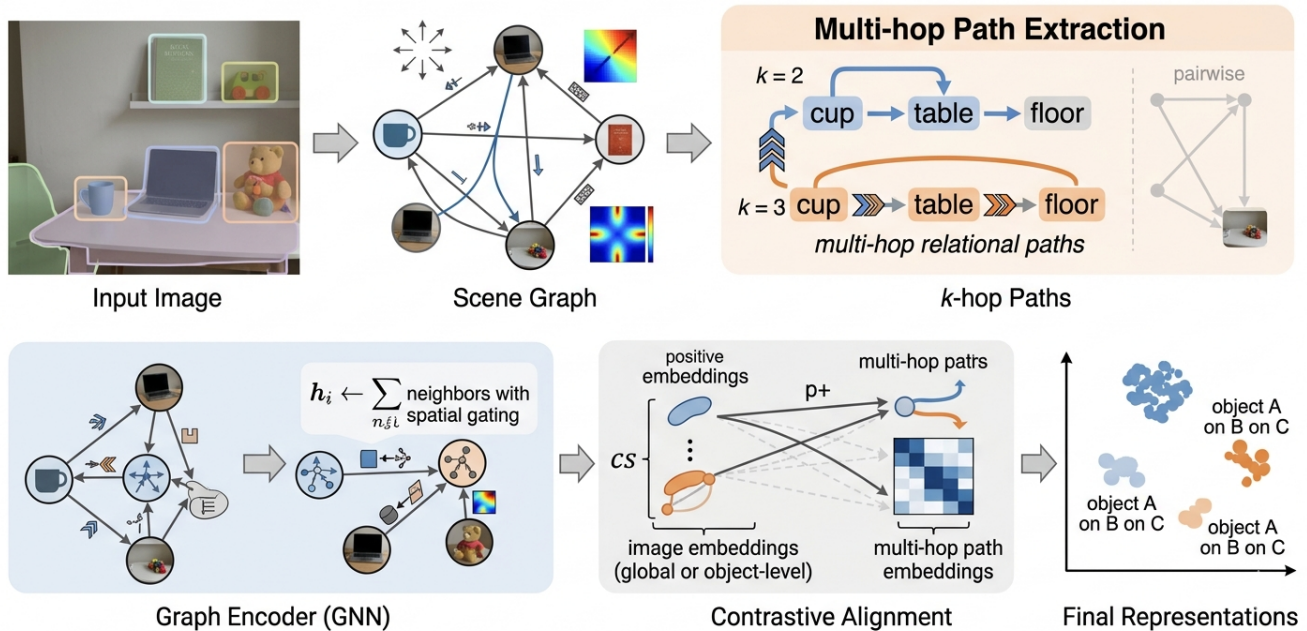 Multi-hop Path Extraction
k = 2
cup
table
floor
pairwise
k = 3
cup
table
floor
multi-hop relational paths
Input Image
Scene Graph
k-hop Paths
neighbors with
spatial gating
positive
embeddings
multi-hop patrs
p+
CS
image embeddings
(global or object-level)
multi-hop path
embeddings
object A
on B on C
object A
on B on C
object A
on B on C
Graph Encoder (GNN)
Contrastive Alignment
Final Representations